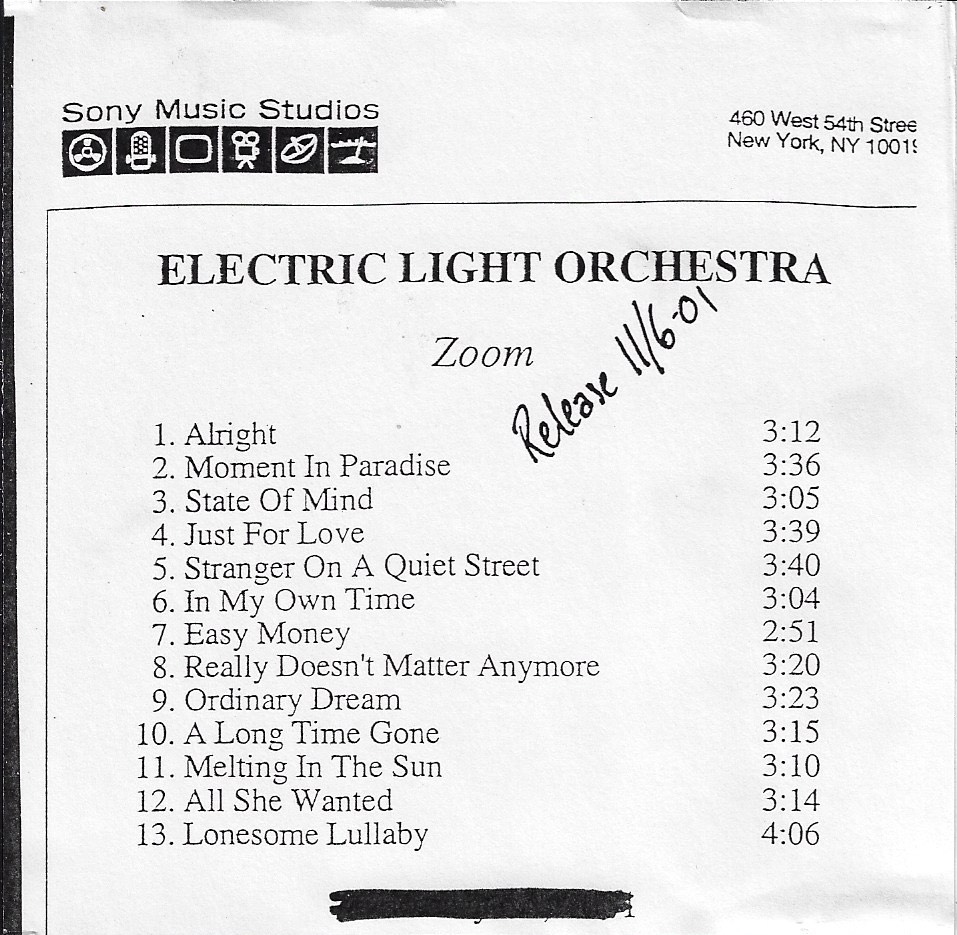 Sony Music Studios
460 West 54th Stree
New York, NY 1001
ELECTRIC LIGHT ORCHESTRA
Zoom
Release 11/6-01
1. Alright 3:12
2. Moment In Paradise 3:36
3. State Of Mind 3:05
4. Just For Love 3:39
5. Stranger On A Quiet Street 3:40
6. In My Own Time 3:04
7. Easy Money 2:51
8. Really Doesn't Matter Anymore 3:20
9. Ordinary Dream 3:23
10. A Long Time Gone 3:15
11. Melting In The Sun 3:10
12. All She Wanted 3:14
13. Lonesome Lullaby 4:06